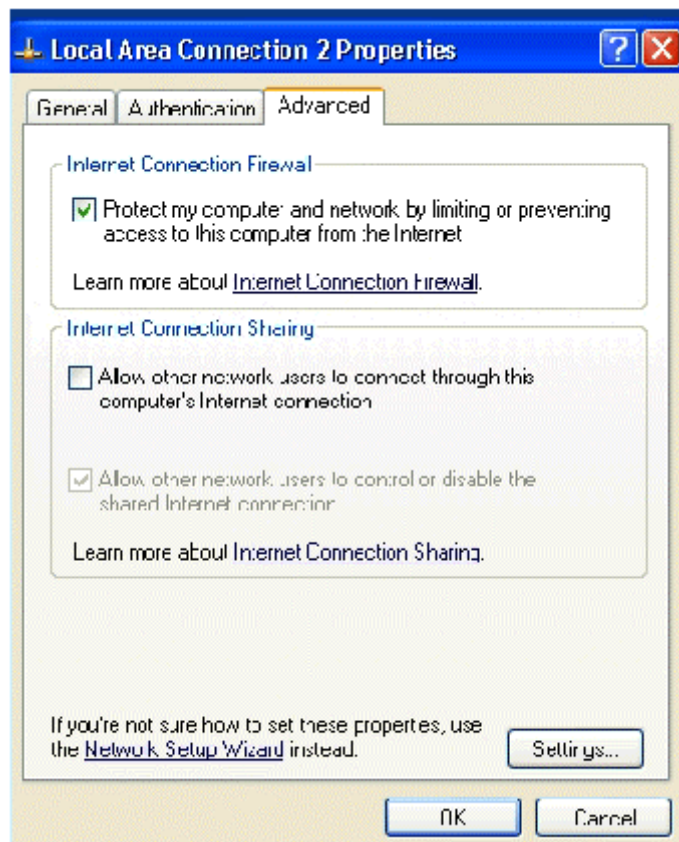 Local Area Connection 2 Properties
General Authentication Advanced
Internet Connection Firewall
Protect my computer and network by limiting or preventing
access to this computer from the Internet
Learn more about Internet Connection Firewall.
Internet Connection Sharing
Allow other network users to connect through this
computer's Internet connection
Allow other network users to control or disable the
shared Internet connection
Learn more about Internet Connection Sharing.
If you're not sure how to set these properties, use
the Network Setup Wizard instead.
Settings...
OK Cancel